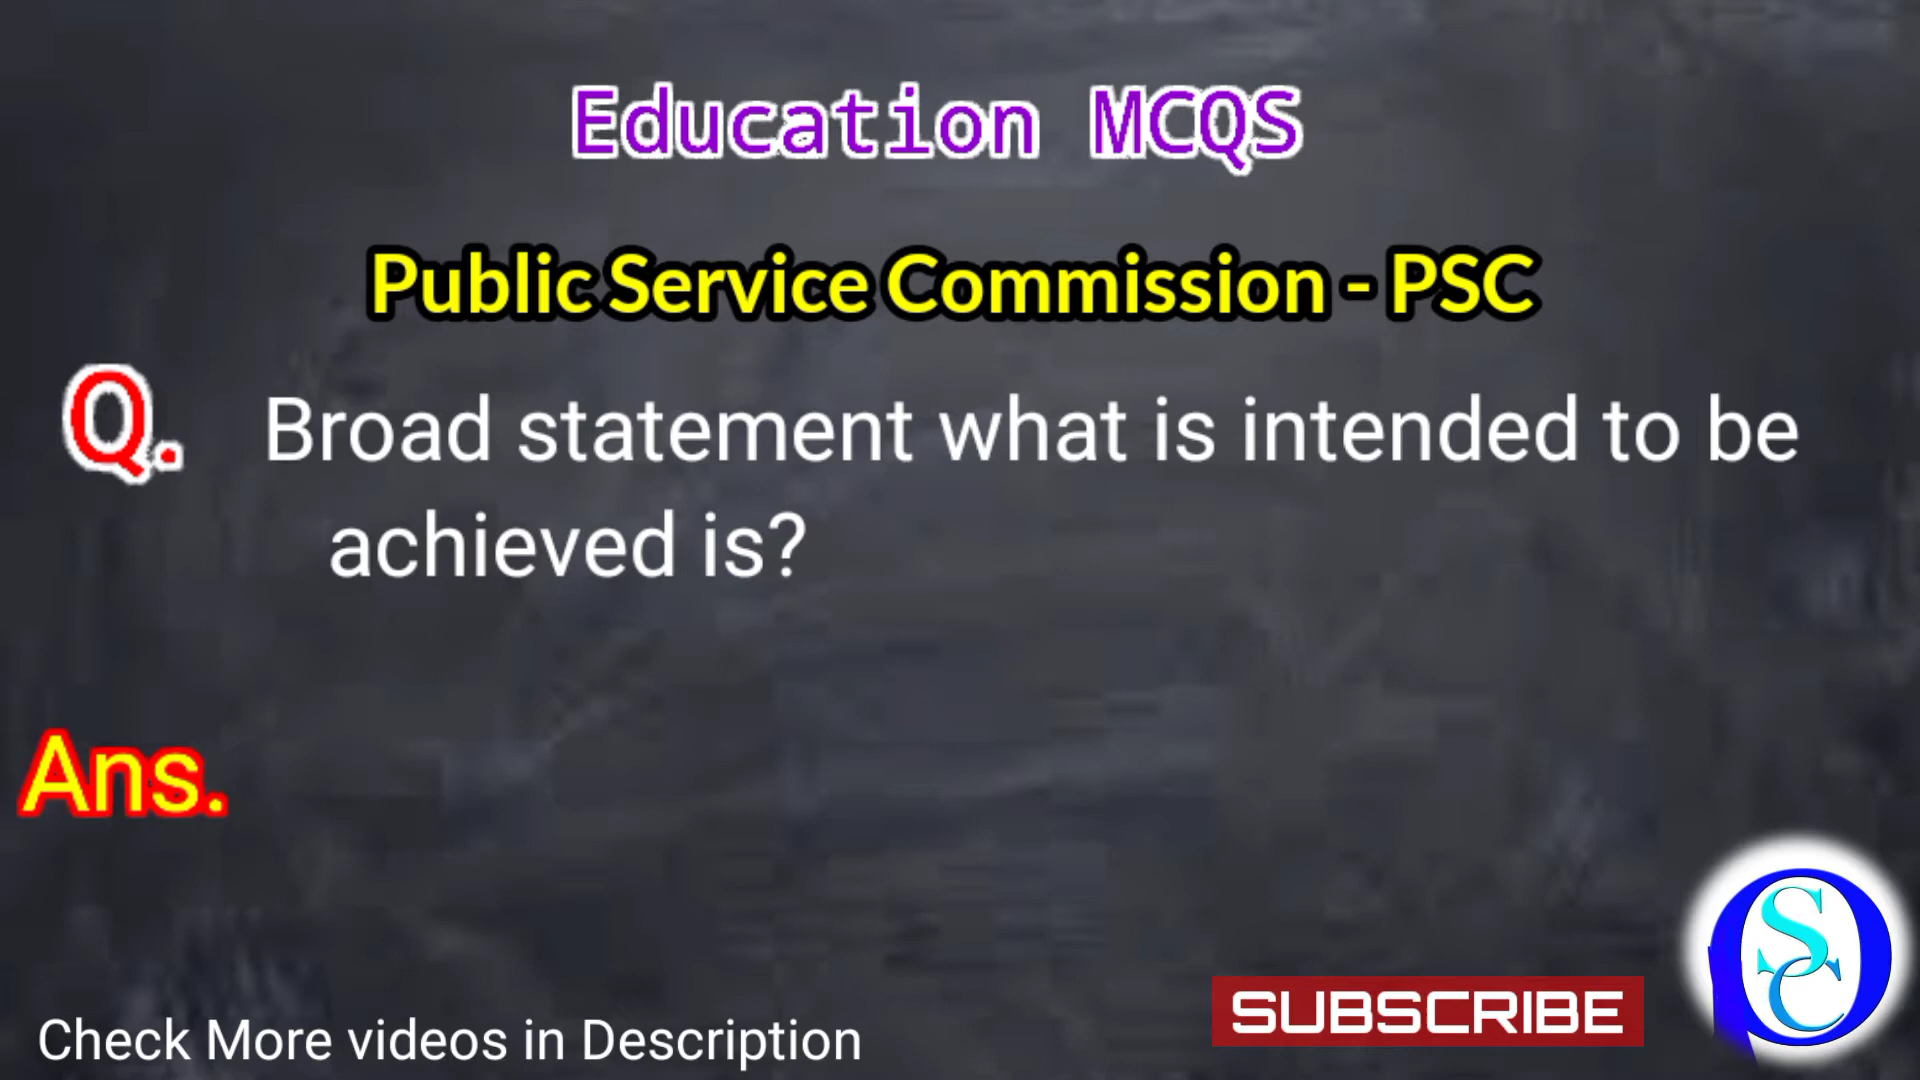 Education MCQS
Public Service Commission - PSC
Q. Broad statement what is intended to be
achieved is?
Ans.
SUBSCRIBE
Check More videos in Description